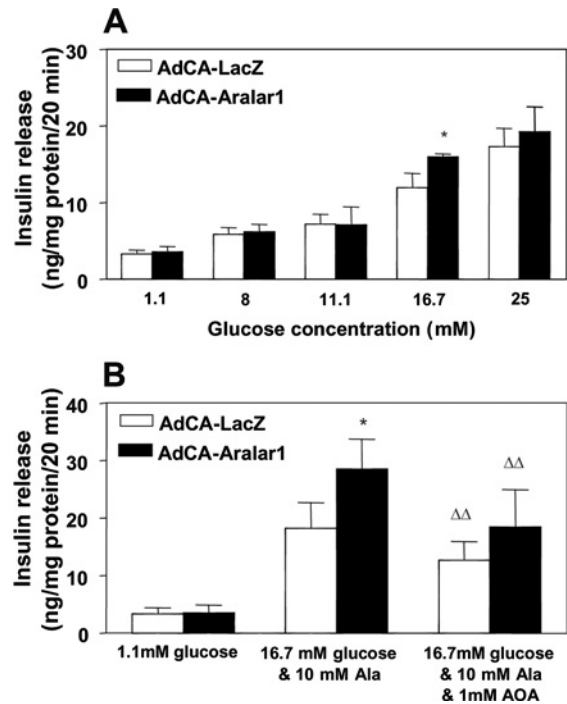 A
Insulin release
(ng/mg protein/20 min)
30
20
10
0
AdCA-LacZ
AdCA-Aralar1
*
1.1 8 11.1 16.7 25
Glucose concentration (mM)
B
Insulin release
(ng/mg protein/20 min)
40
30
20
10
0
AdCA-LacZ
AdCA-Aralar1
*
ΔΔ
ΔΔ
1.1mM glucose 16.7 mM glucose 16.7mM glucose
& 10 mM Ala & 10 mM Ala
& 1mM AOA